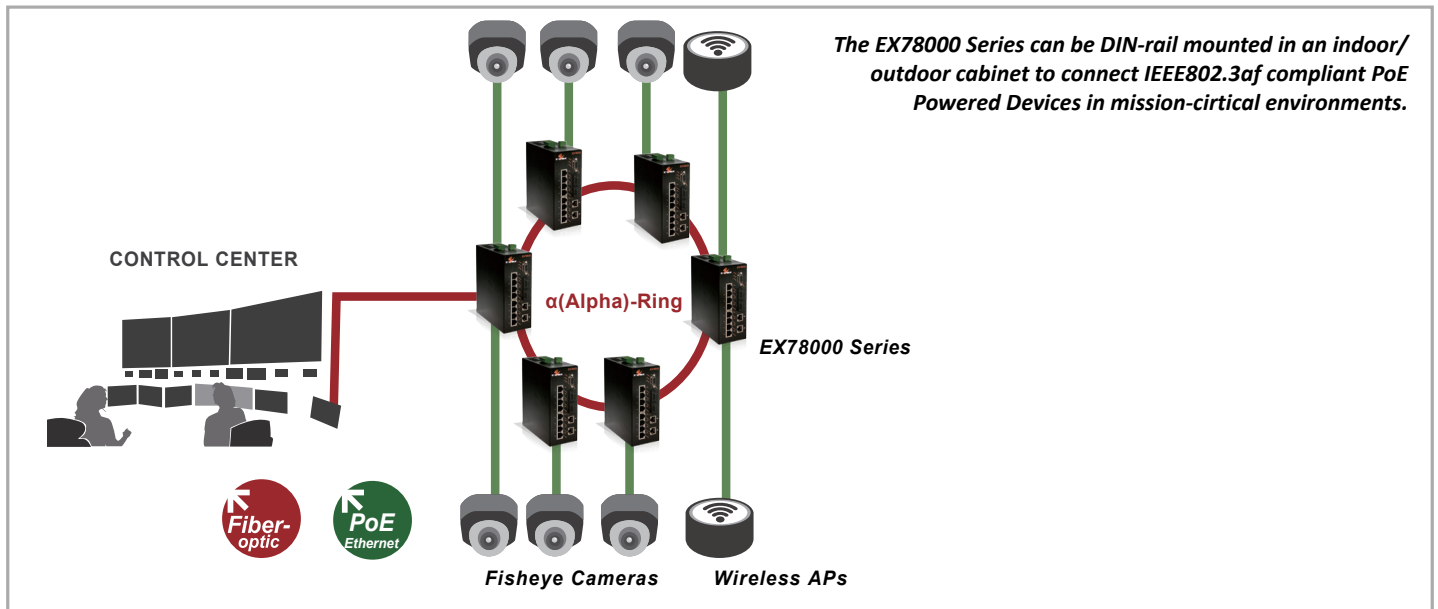 The EX78000 Series can be DIN-rail mounted in an indoor/
outdoor cabinet to connect IEEE802.3af compliant PoE
Powered Devices in mission-cirtical environments.
CONTROL CENTER
α(Alpha)-Ring
EX78000 Series
Fiber-
optic
PoE
Ethernet
Fisheye Cameras
Wireless APs